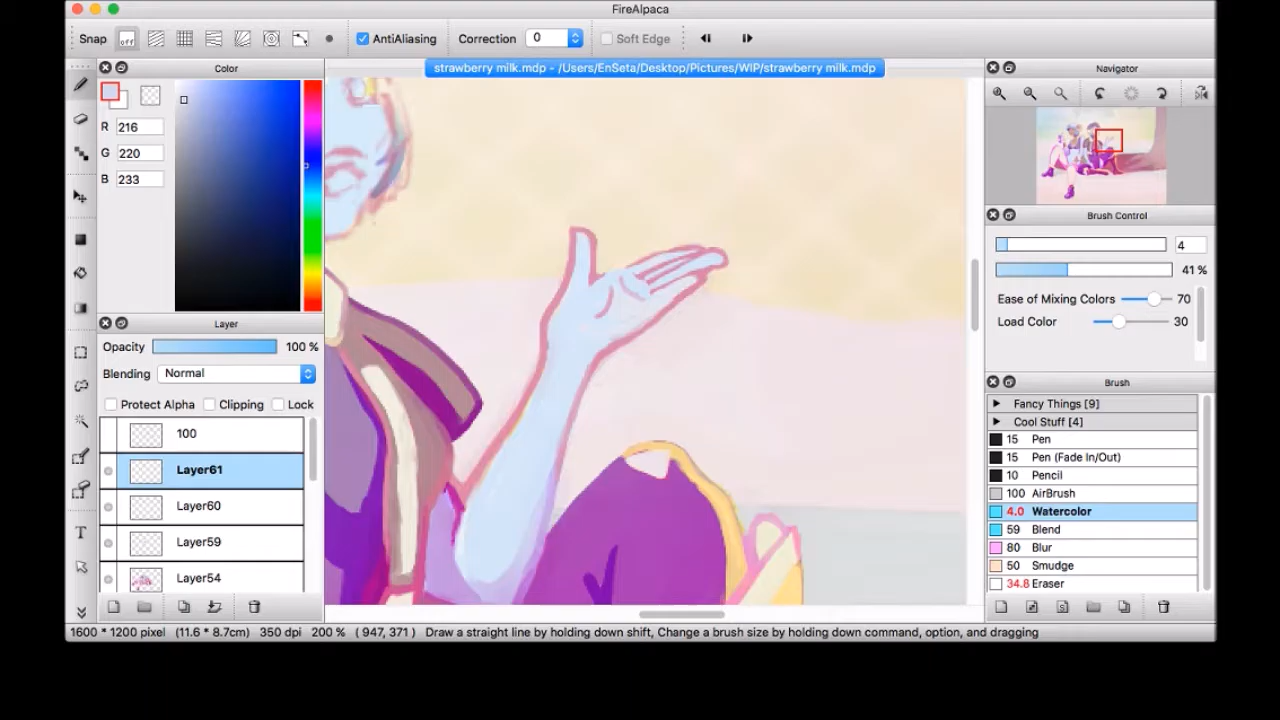 FireAlpaca
Snap off AntiAliasing Correction 0 Soft Edge
Color
strawberry milk.mdp - /Users/EnSeta/Desktop/Pictures/WIP/strawberry milk.mdp
Navigator
R 216
G 220
B 233
Brush Control
4
41 %
Ease of Mixing Colors 70
Load Color 30
Layer
Opacity 100 %
Blending Normal
Protect Alpha Clipping Lock
100
Layer61
Layer60
Layer59
Layer54
Brush
Fancy Things [9]
Cool Stuff [4]
15 Pen
15 Pen (Fade In/Out)
10 Pencil
100 AirBrush
4.0 Watercolor
59 Blend
80 Blur
50 Smudge
34.8 Eraser
T
1600 * 1200 pixel (11.6 * 8.7cm) 350 dpi 200 % ( 947, 371 ) Draw a straight line by holding down shift, Change a brush size by holding down command, option, and dragging